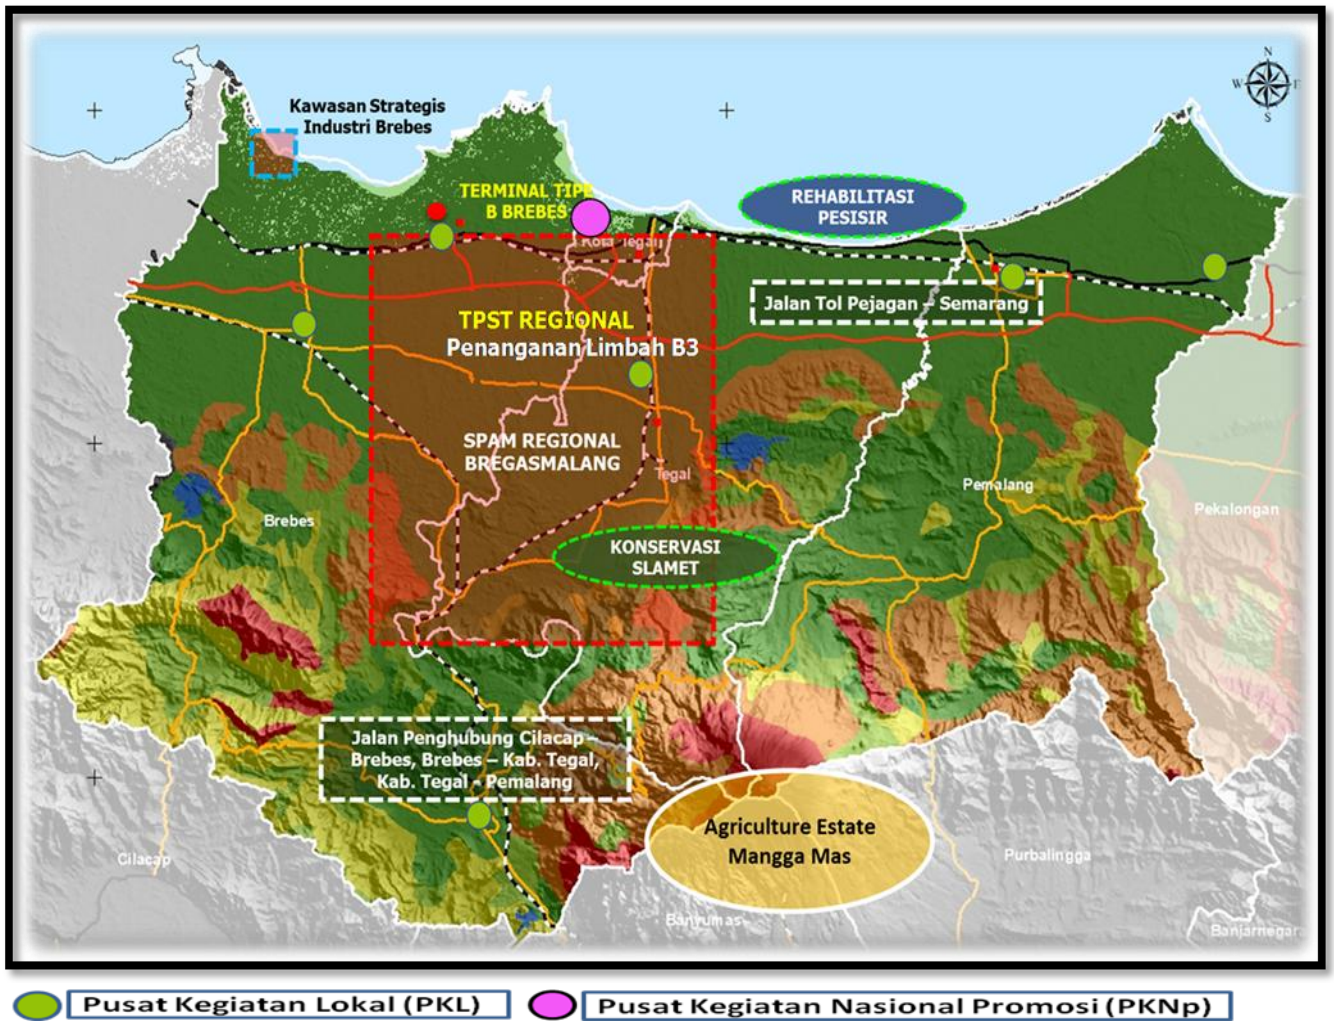 N
W
S
Kawasan Strategis
Industri Brebes
TERMINAL TIPE
B BREBES
REHABILITASI
PESISIR
Kota Tegal
Jalan Tol Pejagan – Semarang
TPST REGIONAL
Penanganan Limbah B3
SPAM REGIONAL
BREGASMALANG
Tegal
Pemalang
Pekalongan
Brebes
KONSERVASI
SLAMET
Jalan Penghubung Cilacap –
Brebes, Brebes – Kab. Tegal,
Kab. Tegal - Pemalang
Agriculture Estate
Mangga Mas
Cilacap
Purbalingga
Banyumas
Banjarnegara
Pusat Kegiatan Lokal (PKL)
Pusat Kegiatan Nasional Promosi (PKNp)